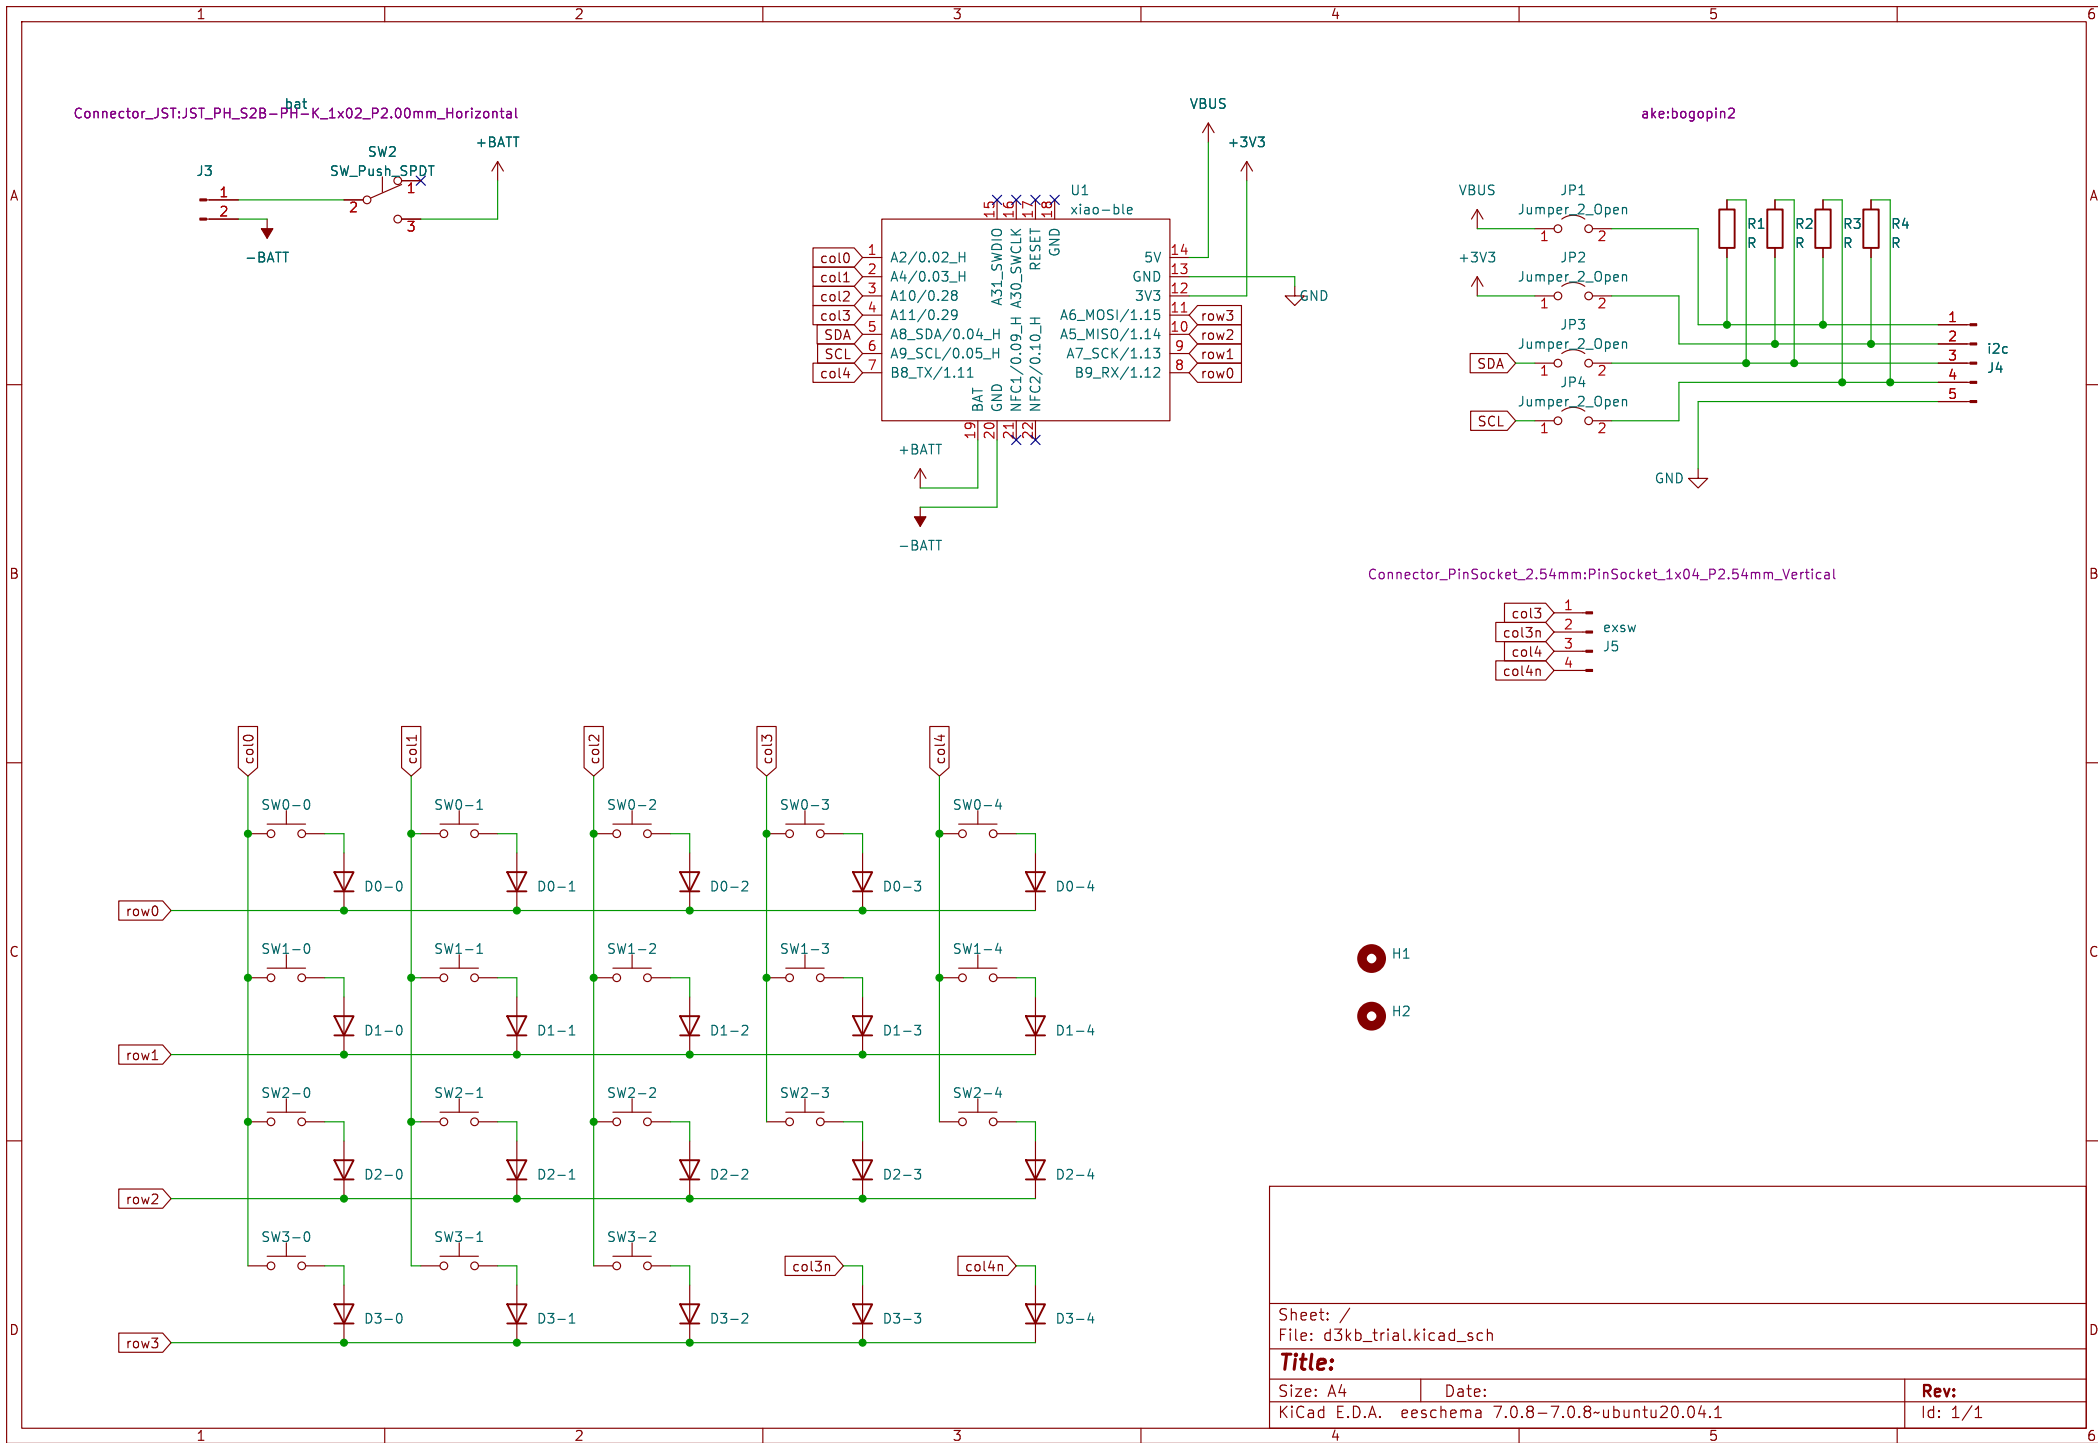 1 2 3 4 5 6
bat
Connector_JST:JST_PH_S2B-PH-K_1x02_P2.00mm_Horizontal
J3
1
2
-BATT
SW2
SW_Push_SPDT
1
2
3
+BATT
VBUS
+3V3
U1
xiao-ble
15
16
17
18
A31_SWDIO
A30_SWCLK
RESET
GND
col0 1 A2/0.02_H
col1 2 A4/0.03_H
col2 3 A10/0.28
col3 4 A11/0.29
SDA 5 A8_SDA/0.04_H
SCL 6 A9_SCL/0.05_H
col4 7 B8_TX/1.11
5V 14
GND 13
3V3 12
A6_MOSI/1.15 11 row3
A5_MISO/1.14 10 row2
A7_SCK/1.13 9 row1
B9_RX/1.12 8 row0
GND
BAT
GND
NFC1/0.09_H
NFC2/0.10_H
19
20
21
22
+BATT
-BATT
ake:bogopin2
VBUS
JP1
Jumper_2_Open
1 2
+3V3
JP2
Jumper_2_Open
1 2
JP3
Jumper_2_Open
SDA 1 2
JP4
Jumper_2_Open
SCL 1 2
R1 R2 R3 R4
R R R R
1
2
3
4
5
i2c
J4
GND
Connector_PinSocket_2.54mm:PinSocket_1x04_P2.54mm_Vertical
col3 1
col3n 2
col4 3
col4n 4
exsw
J5
col0 col1 col2 col3 col4
SW0-0 SW0-1 SW0-2 SW0-3 SW0-4
D0-0 D0-1 D0-2 D0-3 D0-4
row0
SW1-0 SW1-1 SW1-2 SW1-3 SW1-4
D1-0 D1-1 D1-2 D1-3 D1-4
row1
SW2-0 SW2-1 SW2-2 SW2-3 SW2-4
D2-0 D2-1 D2-2 D2-3 D2-4
row2
SW3-0 SW3-1 SW3-2
col3n col4n
D3-0 D3-1 D3-2 D3-3 D3-4
row3
H1
H2
A A
B B
C C
D D
Sheet: /
File: d3kb_trial.kicad_sch
Title:
Size: A4 Date: Rev:
KiCad E.D.A. eeschema 7.0.8-7.0.8~ubuntu20.04.1 Id: 1/1
1 2 3 4 5 6